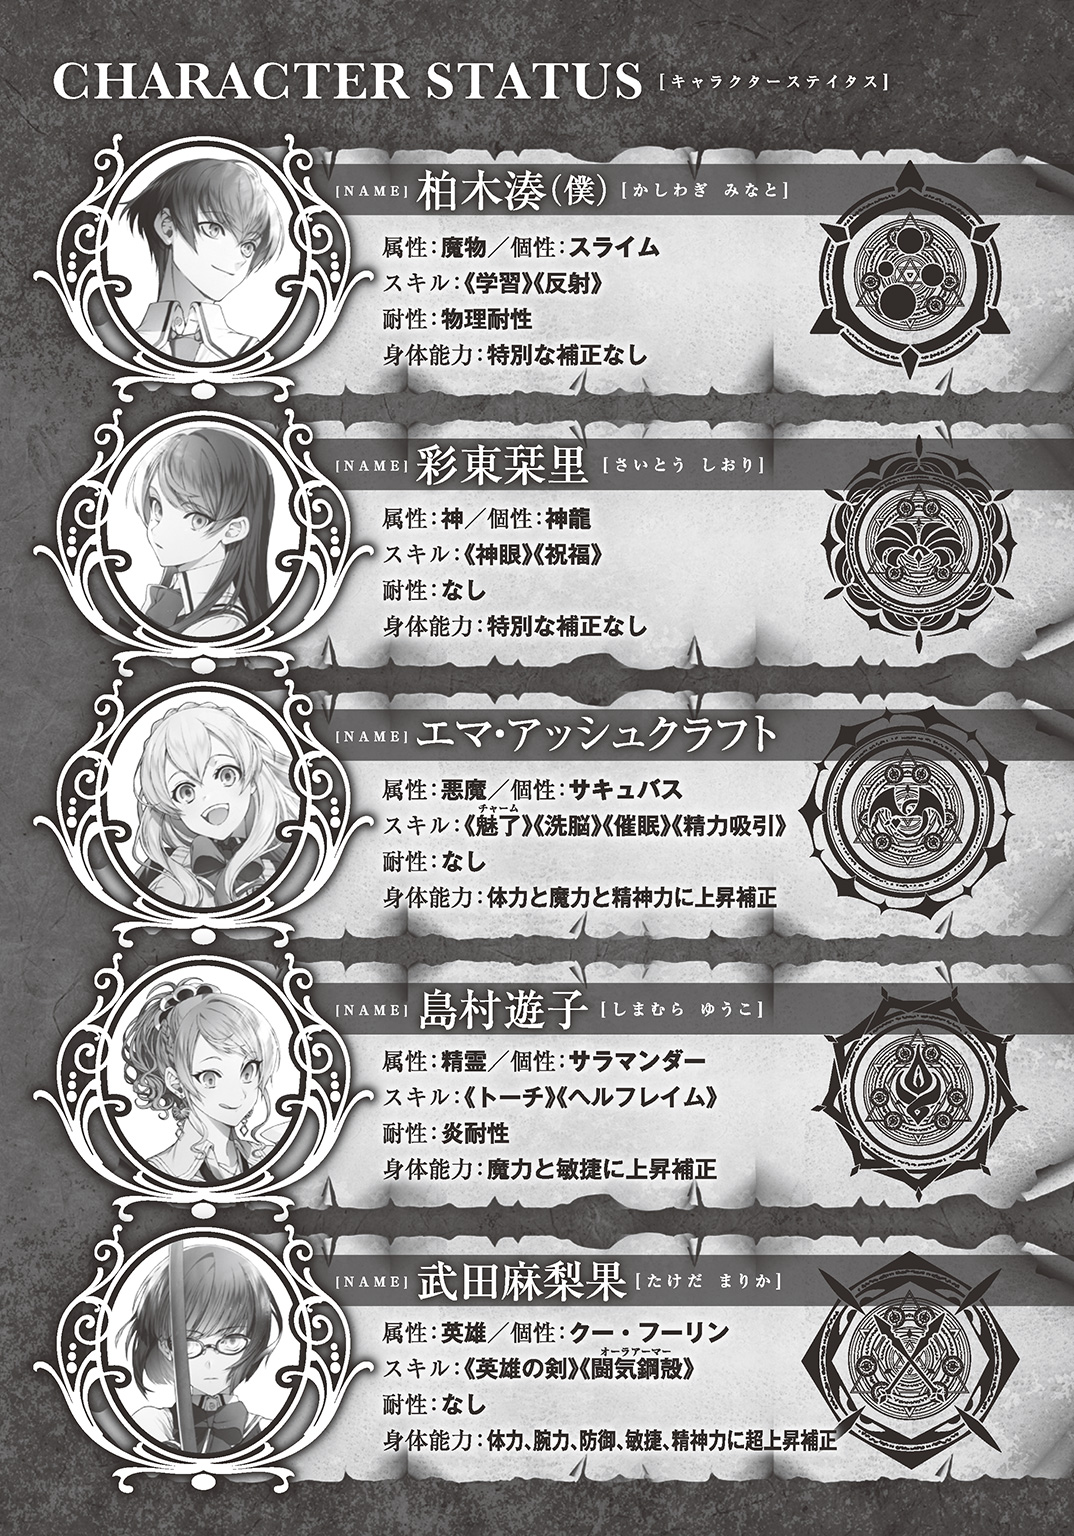 CHARACTER STATUS [キャラクターステイタス]
[NAME] 柏木湊（僕） [かしわぎ みなと]
属性：魔物／個性：スライム
スキル：《学習》《反射》
耐性：物理耐性
身体能力：特別な補正なし
[NAME] 彩東栞里 [さいとう しおり]
属性：神／個性：神龍
スキル：《神眼》《祝福》
耐性：なし
身体能力：特別な補正なし
[NAME] エマ・アッシュクラフト
属性：悪魔／個性：サキュバス
チャーム
スキル：《魅了》《洗脳》《催眠》《精力吸引》
耐性：なし
身体能力：体力と魔力と精神力に上昇補正
[NAME] 島村遊子 [しまむら ゆうこ]
属性：精霊／個性：サラマンダー
スキル：《トーチ》《ヘルフレイム》
耐性：炎耐性
身体能力：魔力と敏捷に上昇補正
[NAME] 武田麻梨果 [たけだ まりか]
属性：英雄／個性：クー・フーリン
オーラアーマー
スキル：《英雄の剣》《闘気鋼殻》
耐性：なし
身体能力：体力、腕力、防御、敏捷、精神力に超上昇補正